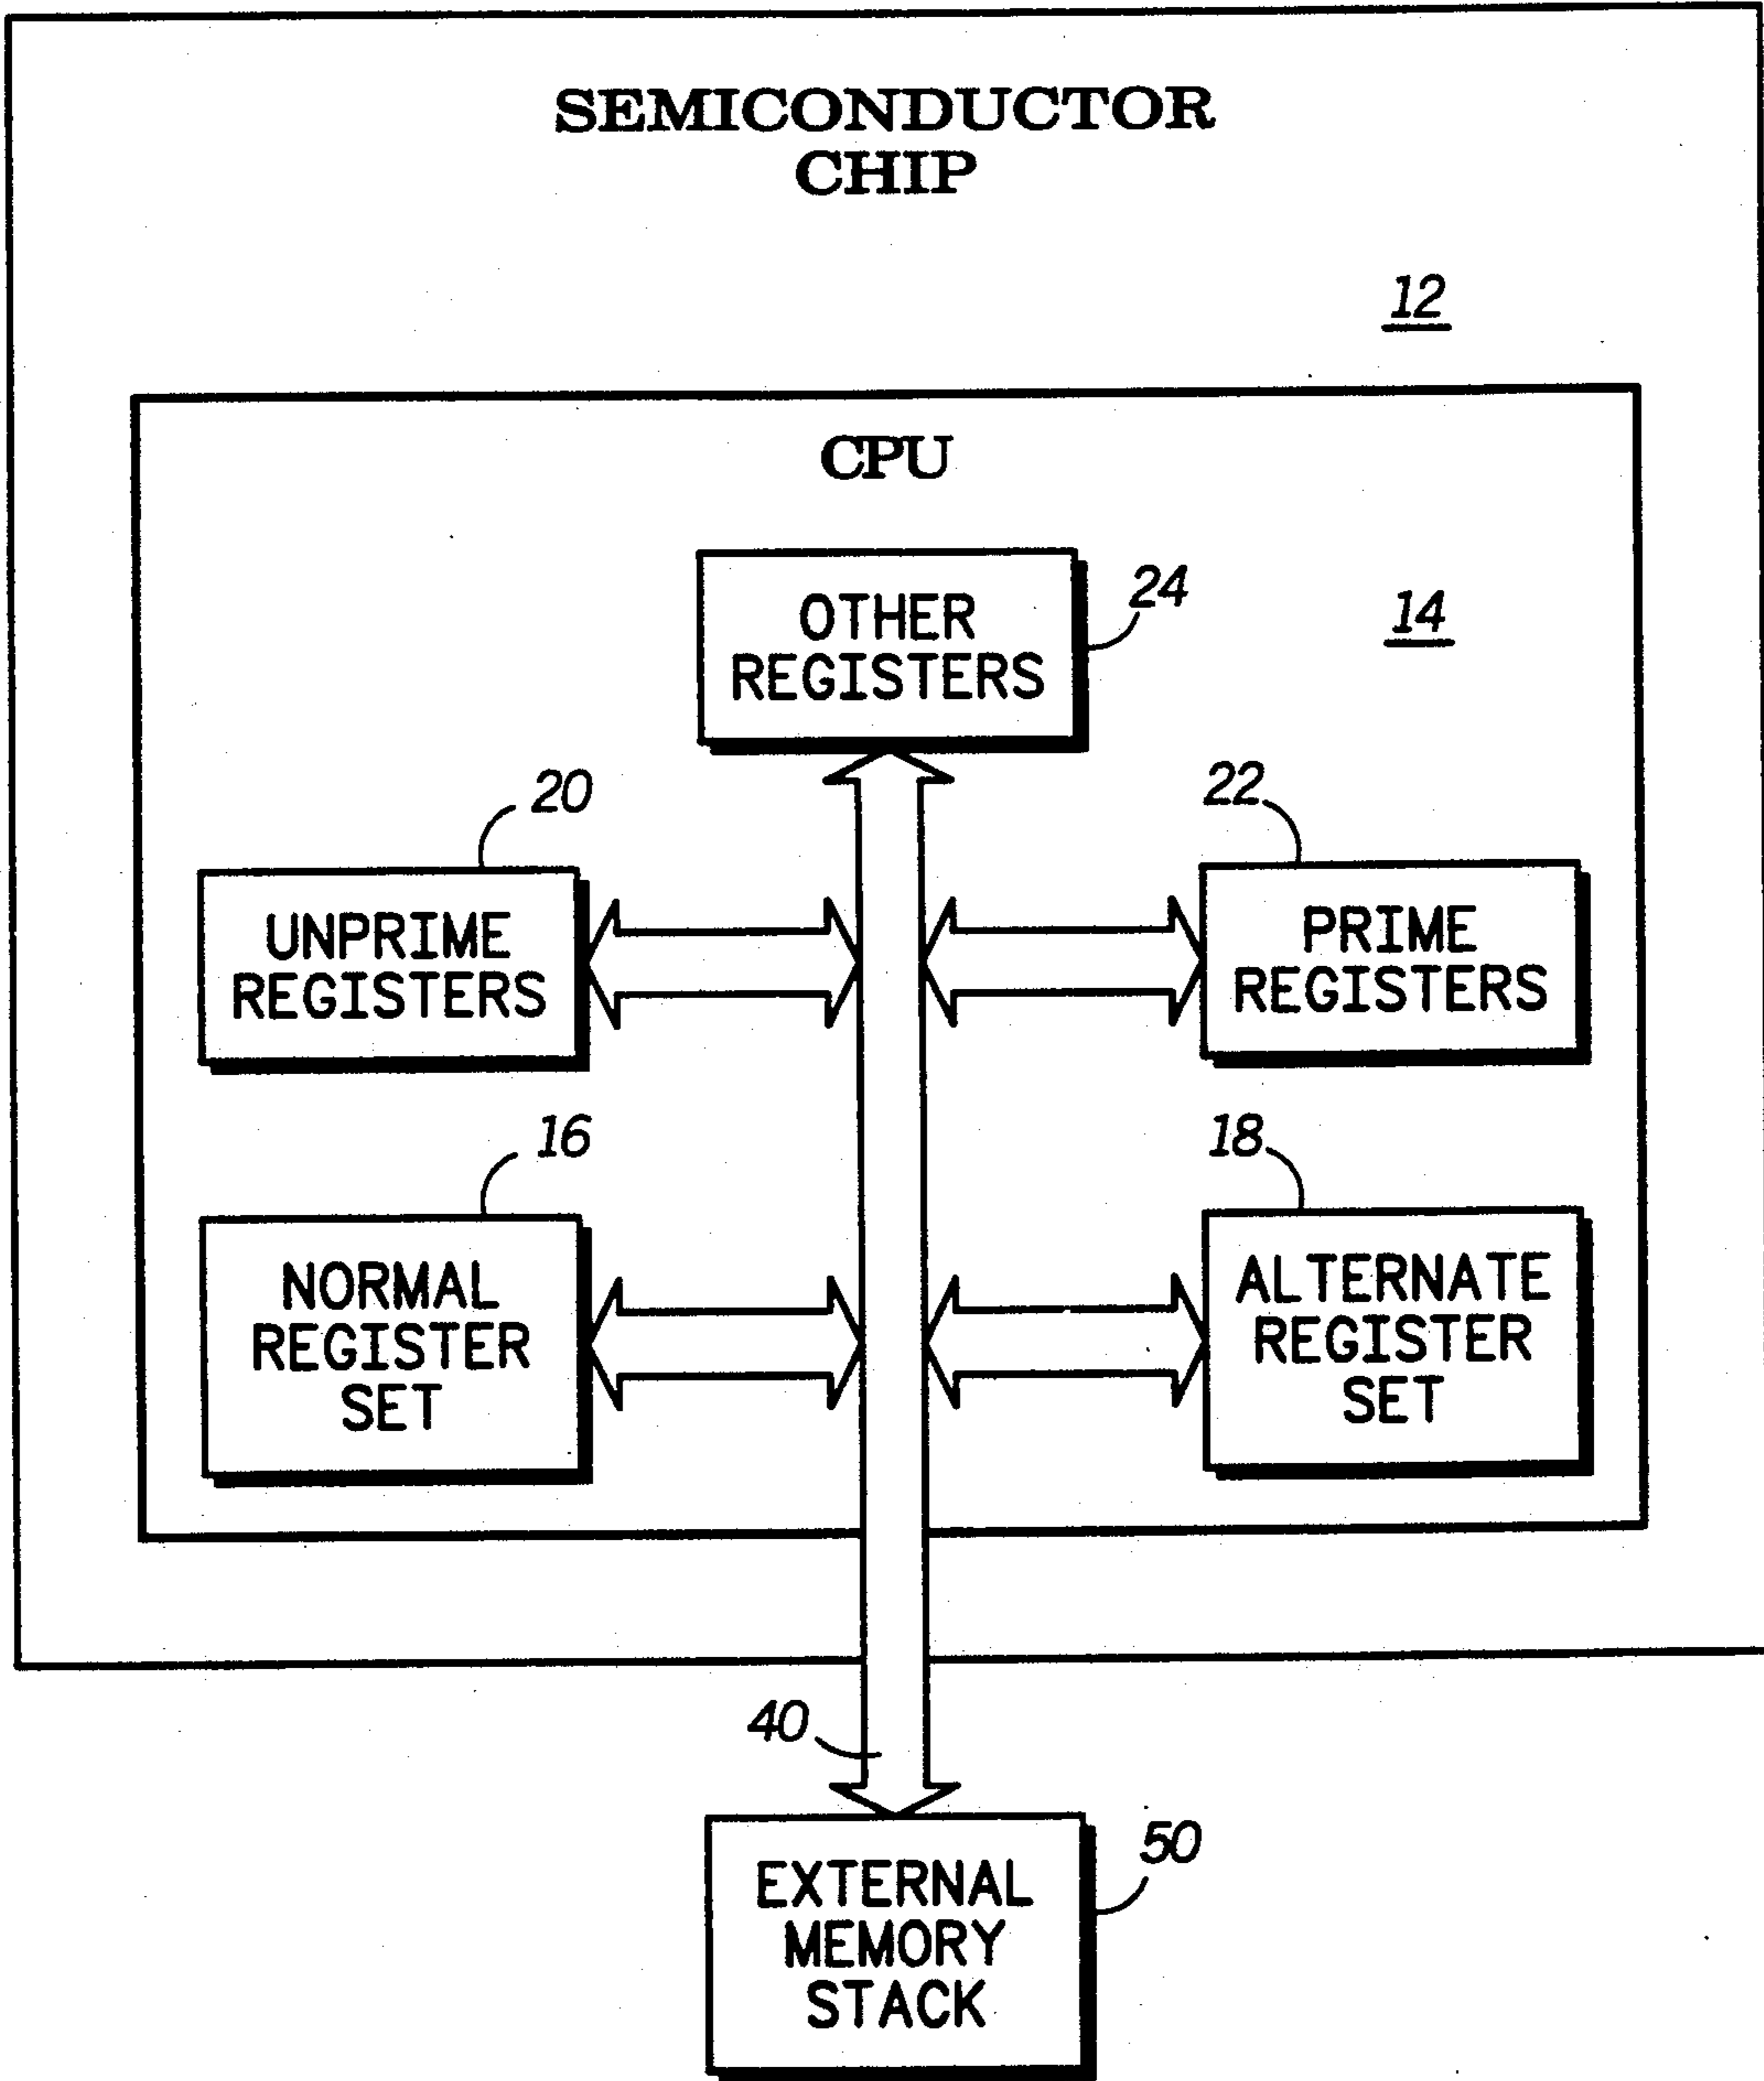 SEMICONDUCTOR
CHIP
12
CPU
OTHER
REGISTERS
24
14
20
22
UNPRIME
REGISTERS
PRIME
REGISTERS
16
18
NORMAL
REGISTER
SET
ALTERNATE
REGISTER
SET
40
50
EXTERNAL
MEMORY
STACK